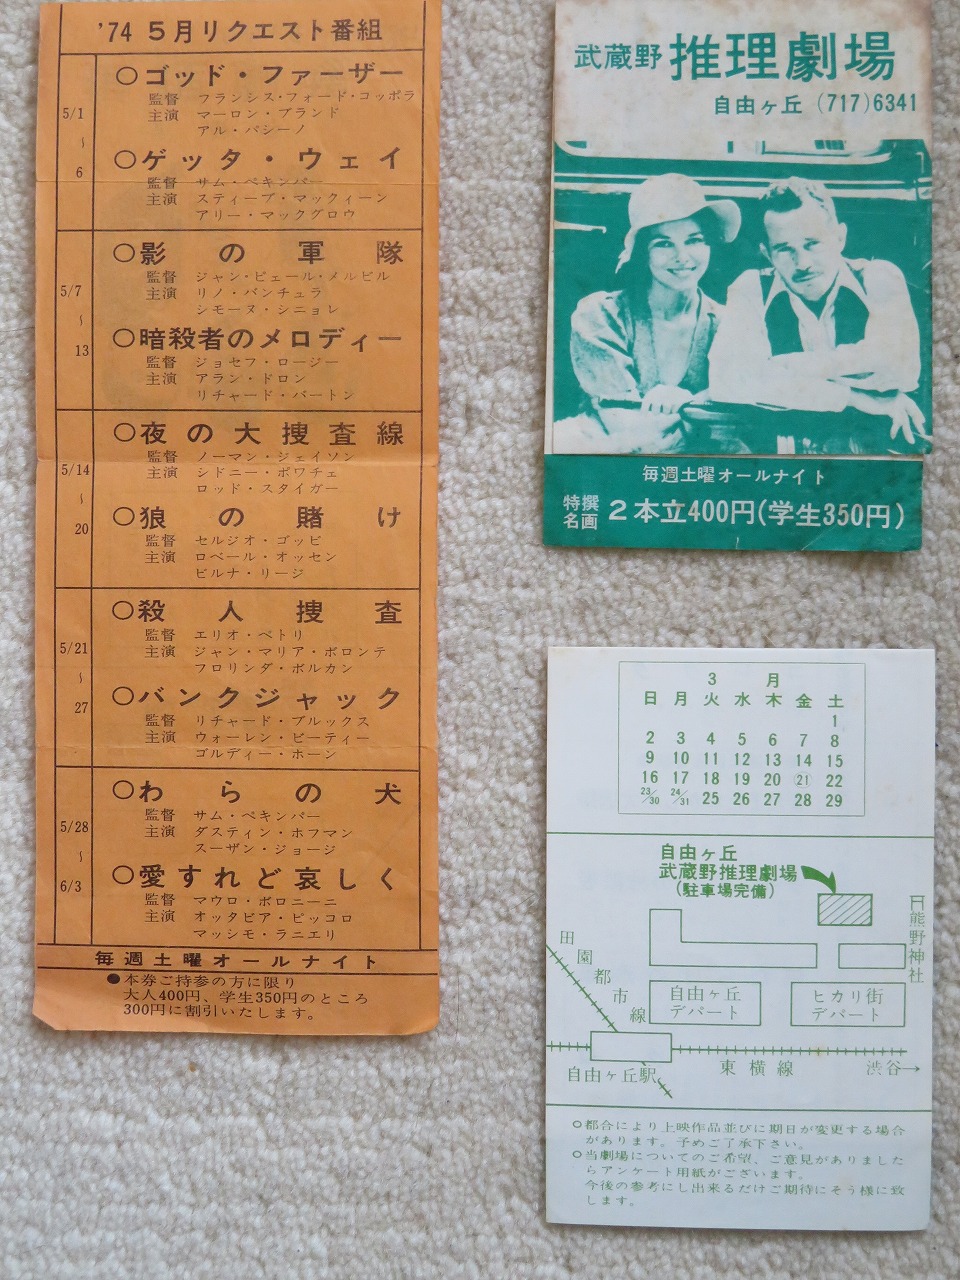 '74 5月リクエスト番組
5/1
〜
6
○ゴッド・ファーザー
監督 フランシス・フォード・コッポラ
主演 マーロン・ブランド
アル・パシーノ
○ゲッタ・ウェイ
監督 サム・ペキンパー
主演 スティーブ・マックィーン
アリー・マックグロウ
5/7
〜
13
○影の軍隊
監督 ジャン・ピェール・メルビル
主演 リノ・バンチュラ
シモーヌ・シニョレ
○暗殺者のメロディー
監督 ジョセフ・ロージー
主演 アラン・ドロン
リチャード・バートン
5/14
〜
20
○夜の大捜査線
監督 ノーマン・ジェイソン
主演 シドニー・ポワチェ
ロッド・スタイガー
○狼の賭け
監督 セルジオ・ゴッビ
主演 ロベール・オッセン
ビルナ・リージ
5/21
〜
27
○殺人捜査
監督 エリオ・ペトリ
主演 ジャン・マリア・ボロンテ
フロリンダ・ボルカン
○バンクジャック
監督 リチャード・ブルックス
主演 ウォーレン・ビーティー
ゴルディー・ホーン
5/28
〜
6/3
○わらの犬
監督 サム・ペキンパー
主演 ダスティン・ホフマン
スーザン・ジョージ
○愛すれど哀しく
監督 マウロ・ボロニーニ
主演 オッタビア・ピッコロ
マッシモ・ラニエリ
毎週土曜オールナイト
●本券ご持参の方に限り
大人400円、学生350円のところ
300円に割引いたします。
武蔵野 推理劇場
自由ヶ丘 (717)6341
毎週土曜オールナイト
特撰名画 2本立400円(学生350円)
3月
日 月 火 水 木 金 土
1
2 3 4 5 6 7 8
9 10 11 12 13 14 15
16 17 18 19 20 21 22
23/30 24/31 25 26 27 28 29
自由ヶ丘
武蔵野推理劇場
(駐車場完備)
熊野神社
田園都市線
自由ヶ丘デパート
ヒカリ街デパート
自由ヶ丘駅
東横線
渋谷→
○都合により上映作品並びに期日が変更する場合
があります。予めご了承下さい。
○当劇場についてのご希望、ご意見がありました
らアンケート用紙がございます。
今後の参考にし出来るだけご期待にそう様に致
します。